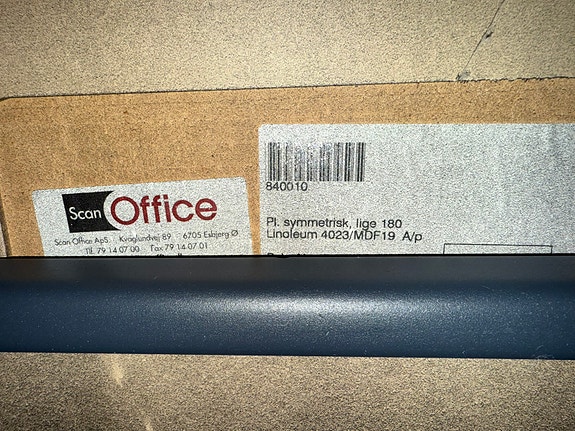 Scan Office
Scan Office ApS. Kvaglundvej 89 6705 Esbjerg Ø
Tlf. 79 14 07 00 Fax 79 14 07 01
840010
Pl. symmetrisk, lige 180
Linoleum 4023/MDF19 A/p